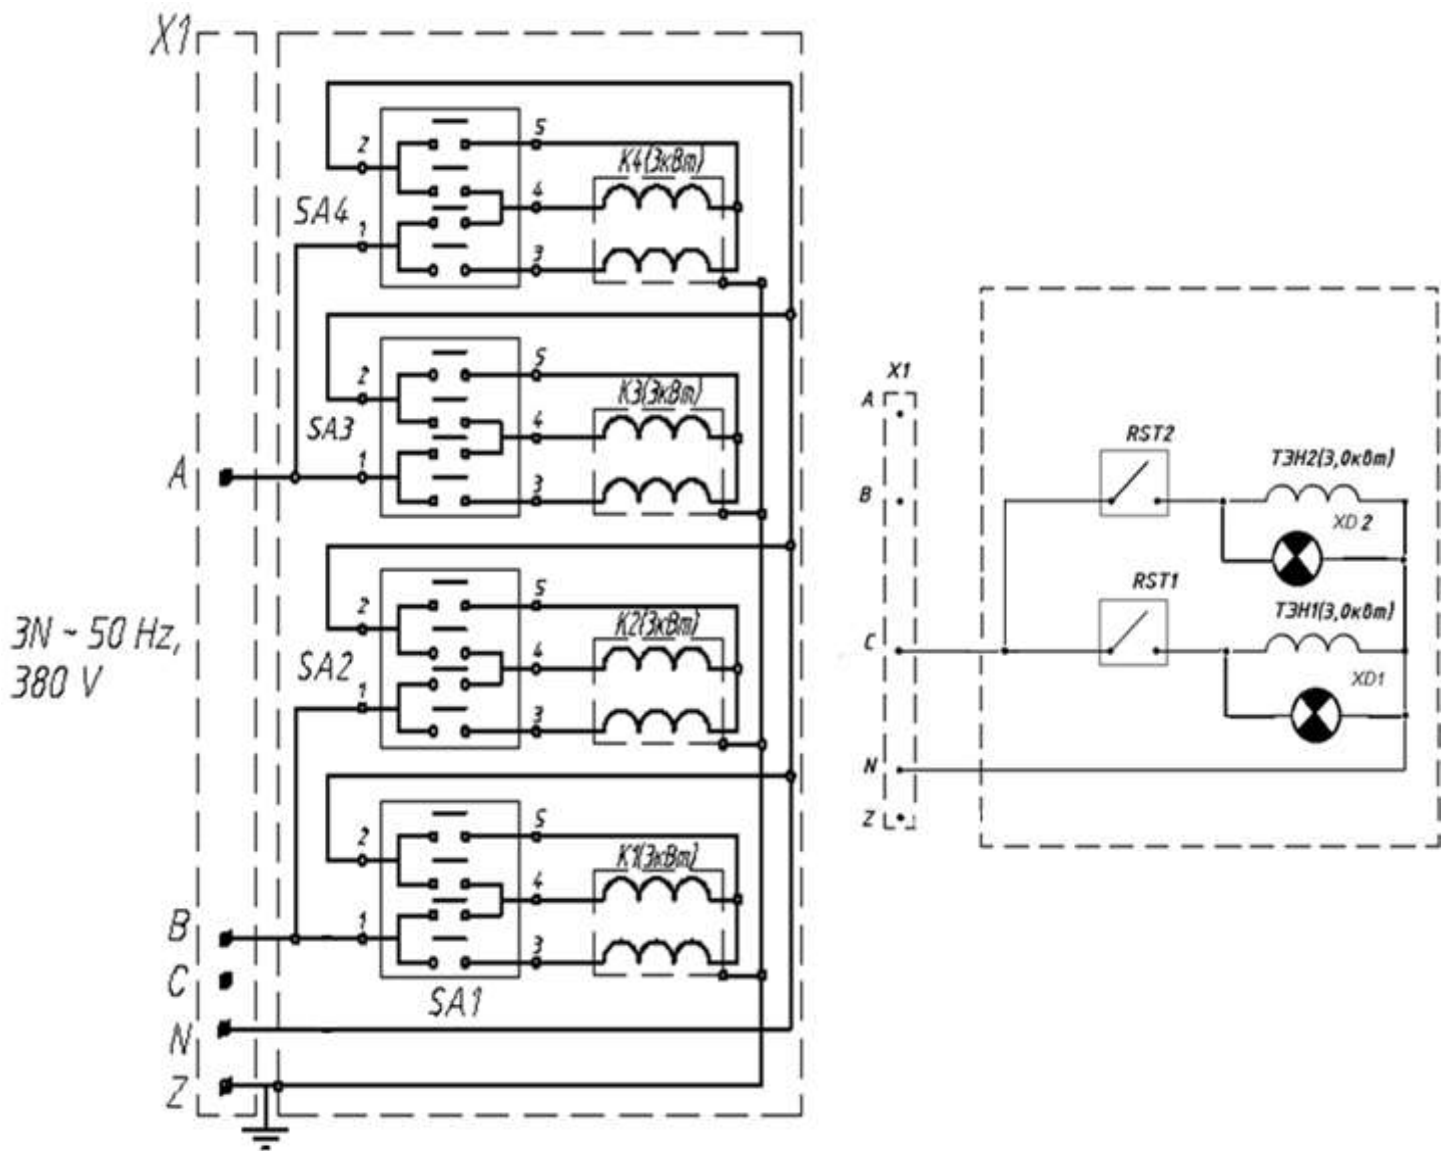 X1
5
2
K4(3кВт)
4
SA4
1
3
5
2
K3(3кВт)
4
SA3
1
3
A
5
2
K2(3кВт)
4
SA2
1
3
3N ~ 50 Hz,
380 V
5
2
K1(3кВт)
4
1
3
B
SA1
C
N
Z
X1
A
RST2
ТЭН2(3,0квт)
B
XD 2
RST1
ТЭН1(3,0квт)
C
XD1
N
Z